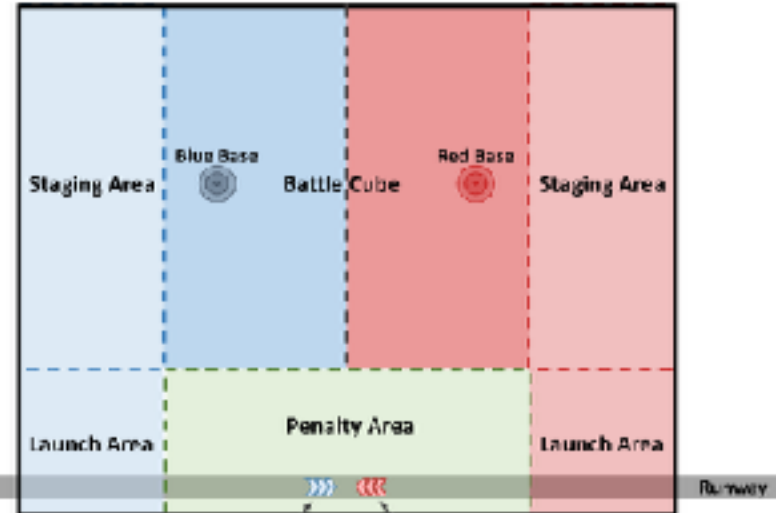 Blue Base
Red Base
Staging Area
Battle Cube
Staging Area
Penalty Area
Launch Area
Launch Area
Runway